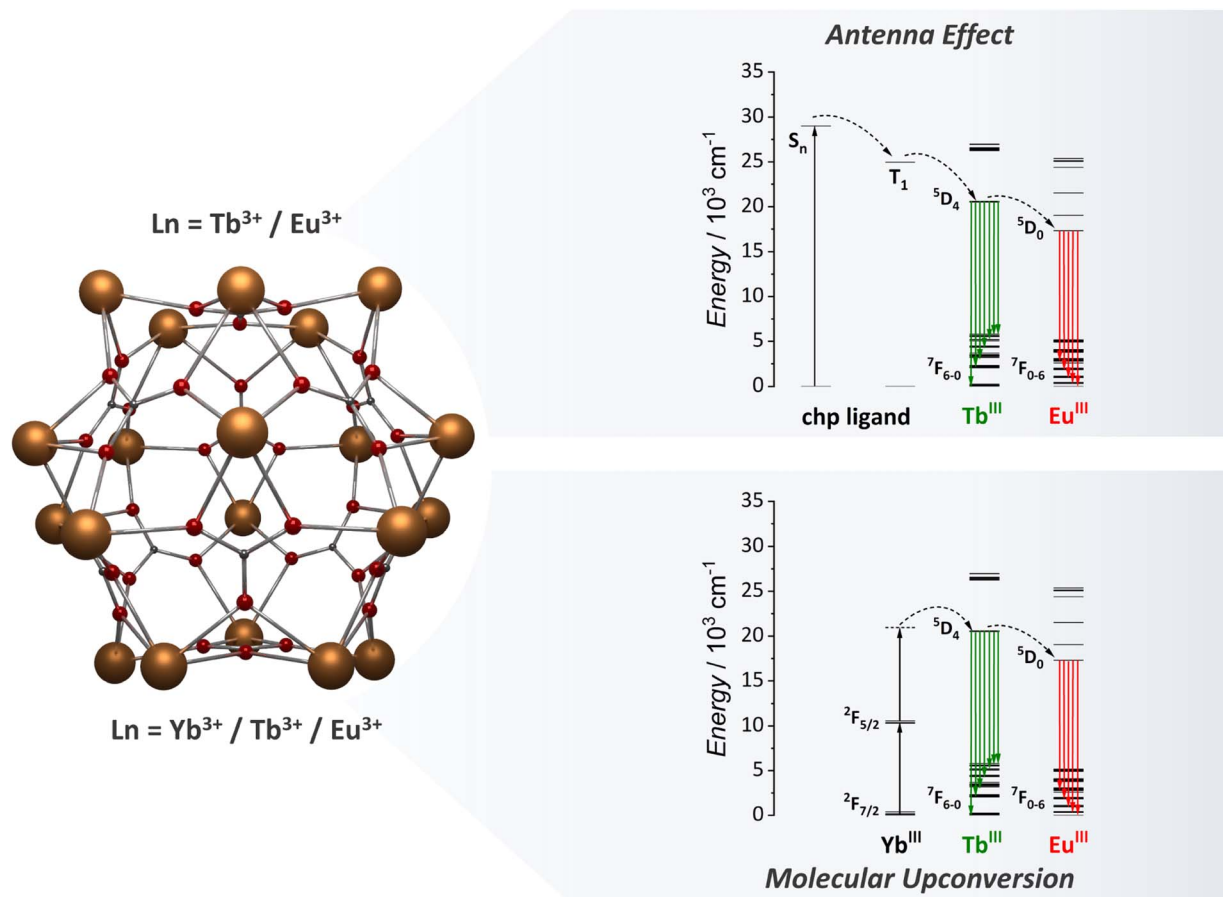 Antenna Effect
Ln = Tb³⁺ / Eu³⁺
Energy / 10³ cm⁻¹
35
30
25
20
15
10
5
0
Sₙ
T₁
⁵D₄
⁵D₀
⁷F₆₋₀
⁷F₀₋₆
chp ligand
Tbᴵᴵᴵ
Euᴵᴵᴵ
Ln = Yb³⁺ / Tb³⁺ / Eu³⁺
Energy / 10³ cm⁻¹
35
30
25
20
15
10
5
0
⁵D₄
⁵D₀
²F₅/₂
²F₇/₂
⁷F₆₋₀
⁷F₀₋₆
Ybᴵᴵᴵ
Tbᴵᴵᴵ
Euᴵᴵᴵ
Molecular Upconversion